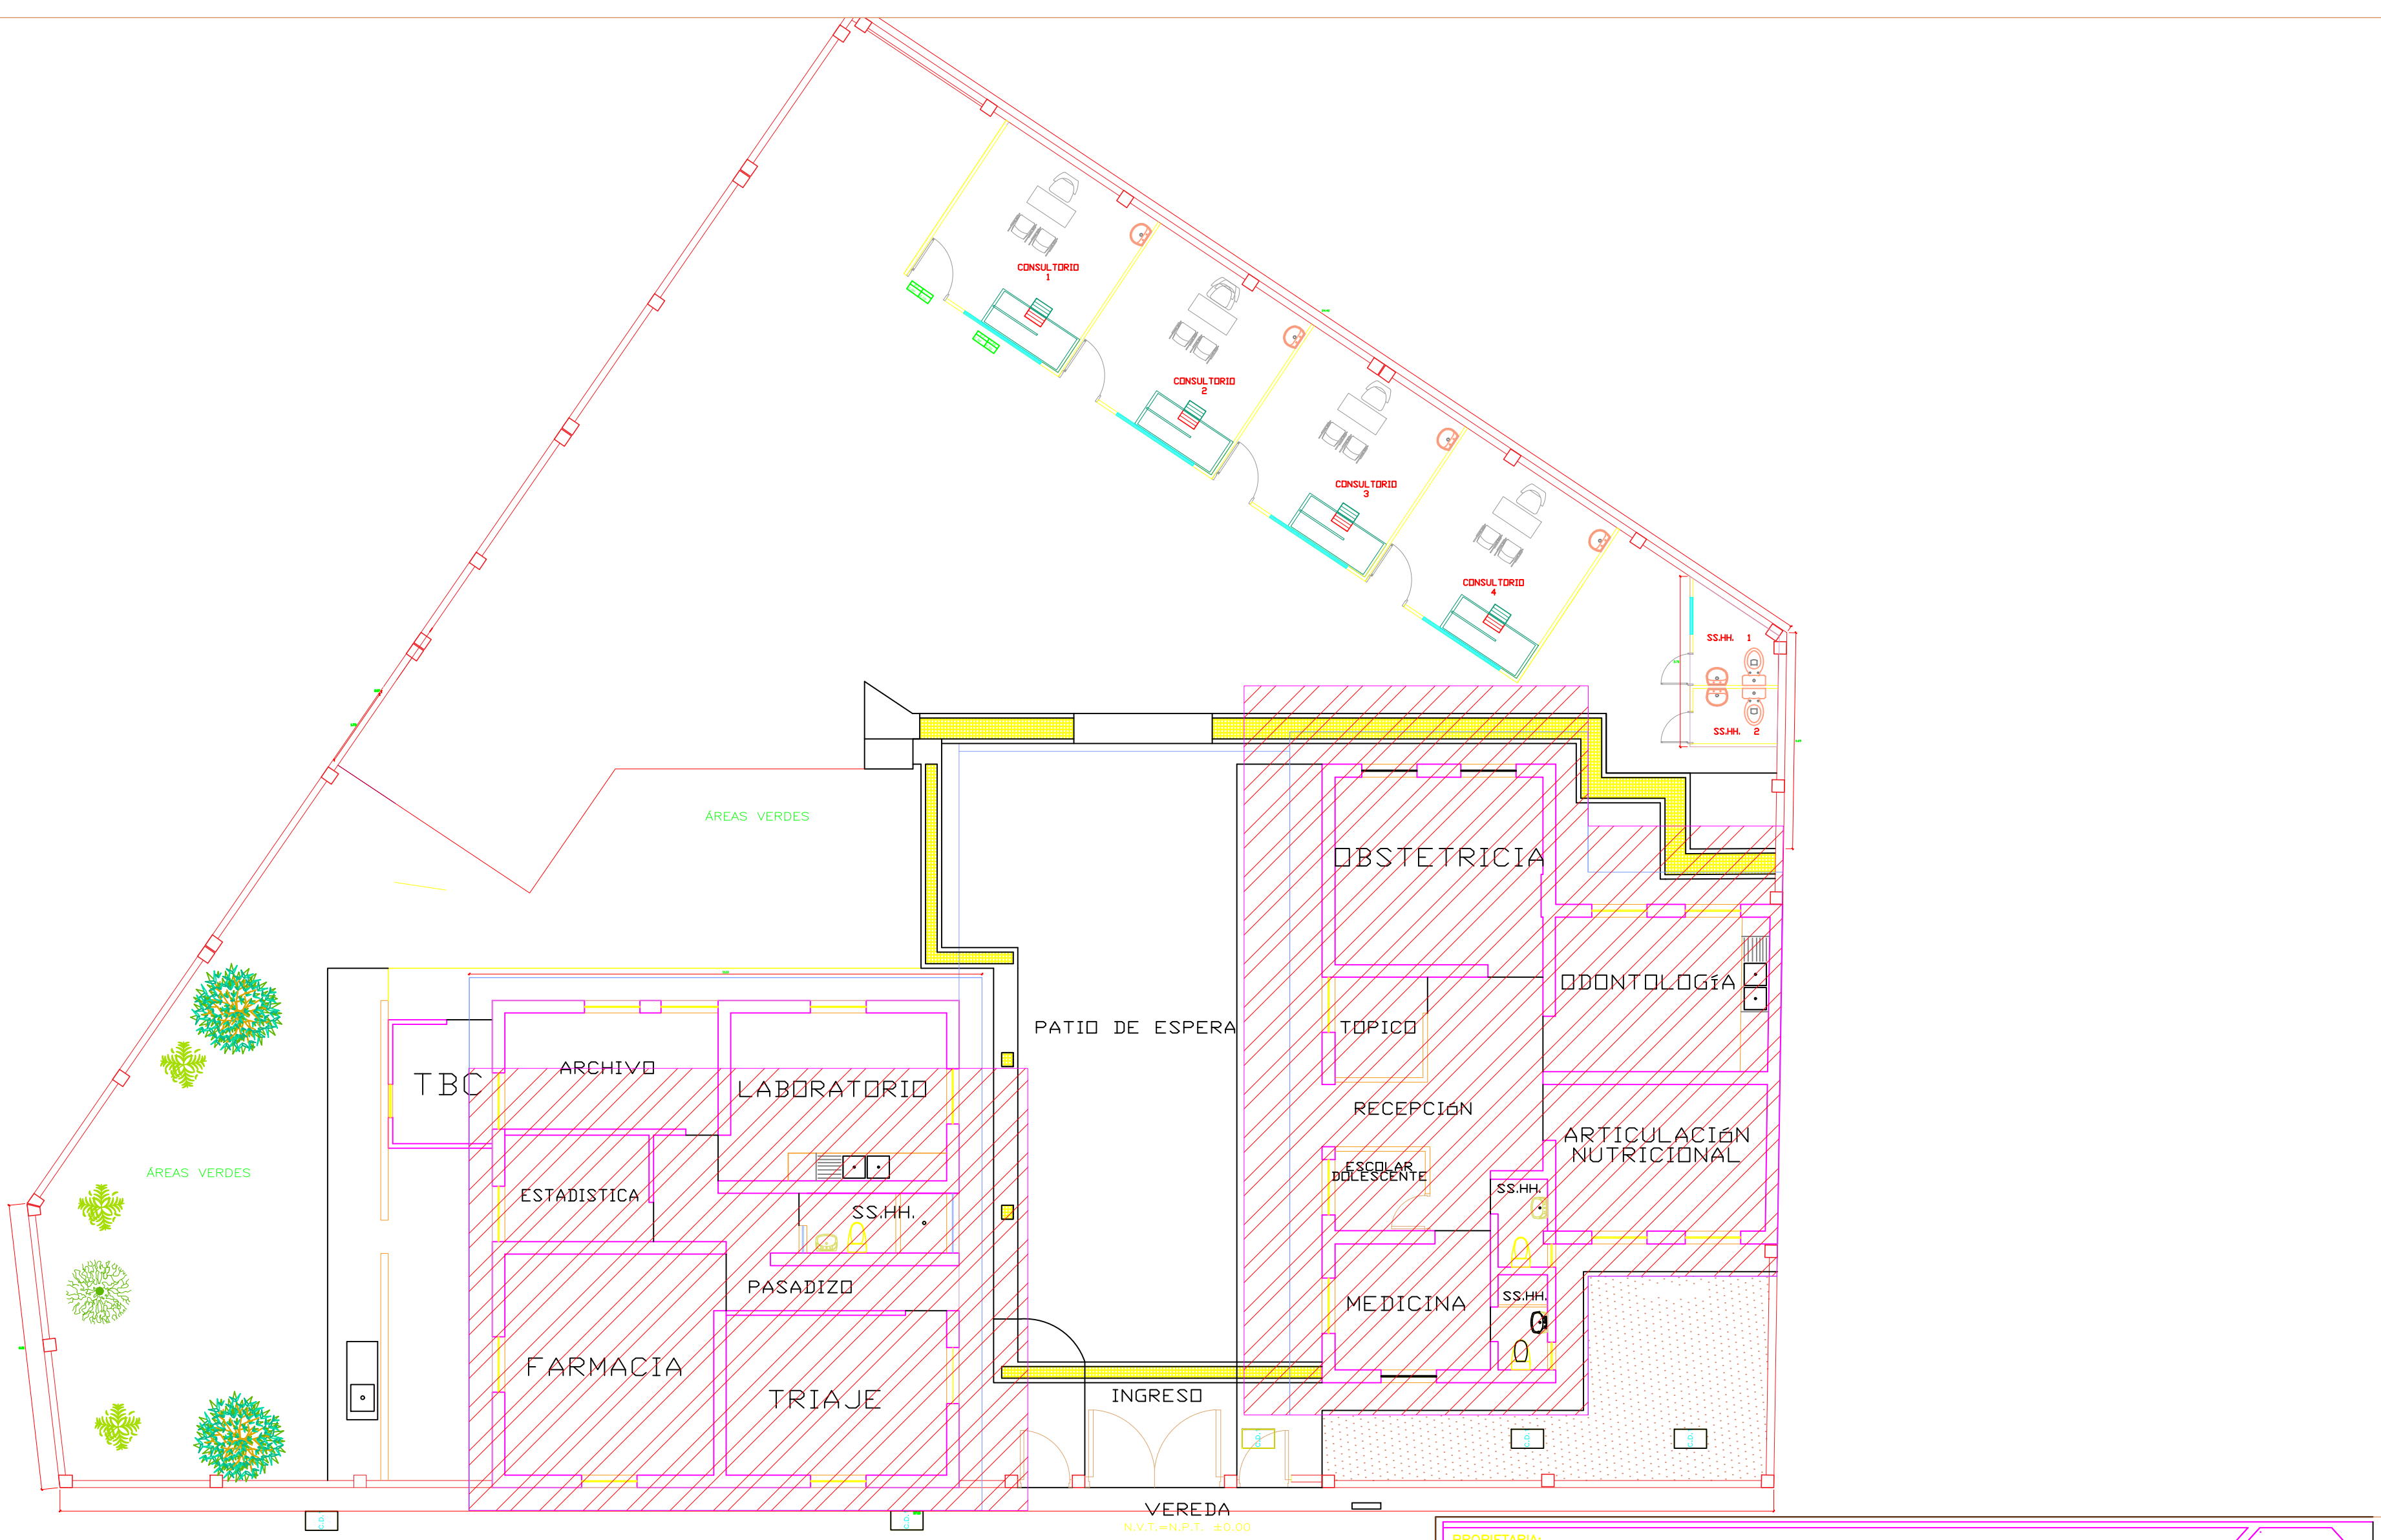 CONSULTORIO
1
CONSULTORIO
2
CONSULTORIO
3
CONSULTORIO
4
SS.HH. 1
SS.HH. 2
ÁREAS VERDES
OBSTETRICIA
ODONTOLOGíA
PATIO DE ESPERA
TOPICO
ARCHIVO
TBC
LABORATORIO
RECEPCIóN
ARTICULACIóN
NUTRICIONAL
ÁREAS VERDES
ESCOLAR
DOLESCENTE
ESTADISTICA
SS.HH.
SS.HH.
PASADIZO
MEDICINA
SS.HH.
FARMACIA
TRIAJE
INGRESO
VEREDA
N.V.T.=N.P.T. ±0.00
PROPIETARIA: